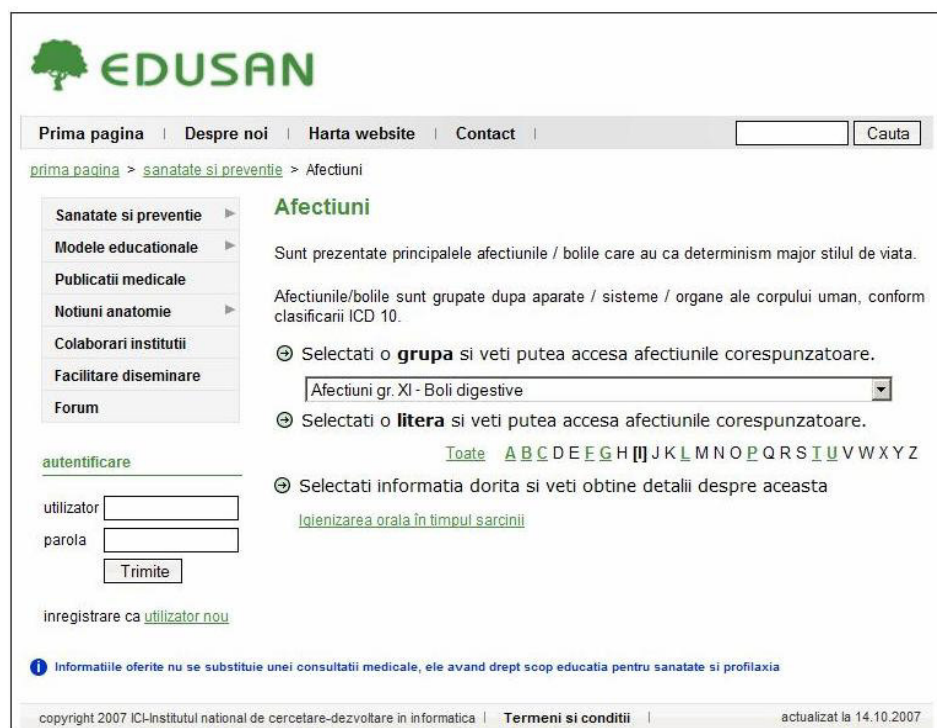 EDUSAN
Prima pagina | Despre noi | Harta website | Contact | Cauta
prima pagina > sanatate si preventie > Afectiuni
Sanatate si preventie
Modele educationale
Publicatii medicale
Notiuni anatomie
Colaborari institutii
Facilitare diseminare
Forum
autentificare
utilizator
parola
Trimite
inregistrare ca utilizator nou
Afectiuni
Sunt prezentate principalele afectiunile / bolile care au ca determinism major stilul de viata.
Afectiunile/bolile sunt grupate dupa aparate / sisteme / organe ale corpului uman, conform
clasificarii ICD 10.
Selectati o grupa si veti putea accesa afectiunile corespunzatoare.
Afectiuni gr. XI - Boli digestive
Selectati o litera si veti putea accesa afectiunile corespunzatoare.
Toate A B C D E F G H [I] J K L M N O P Q R S T U V W X Y Z
Selectati informatia dorita si veti obtine detalii despre aceasta
Igienizarea orala în timpul sarcinii
Informatiile oferite nu se substituie unei consultatii medicale, ele avand drept scop educatia pentru sanatate si profilaxia
copyright 2007 ICI-Institutul national de cercetare-dezvoltare in informatica | Termeni si conditii | actualizat la 14.10.2007